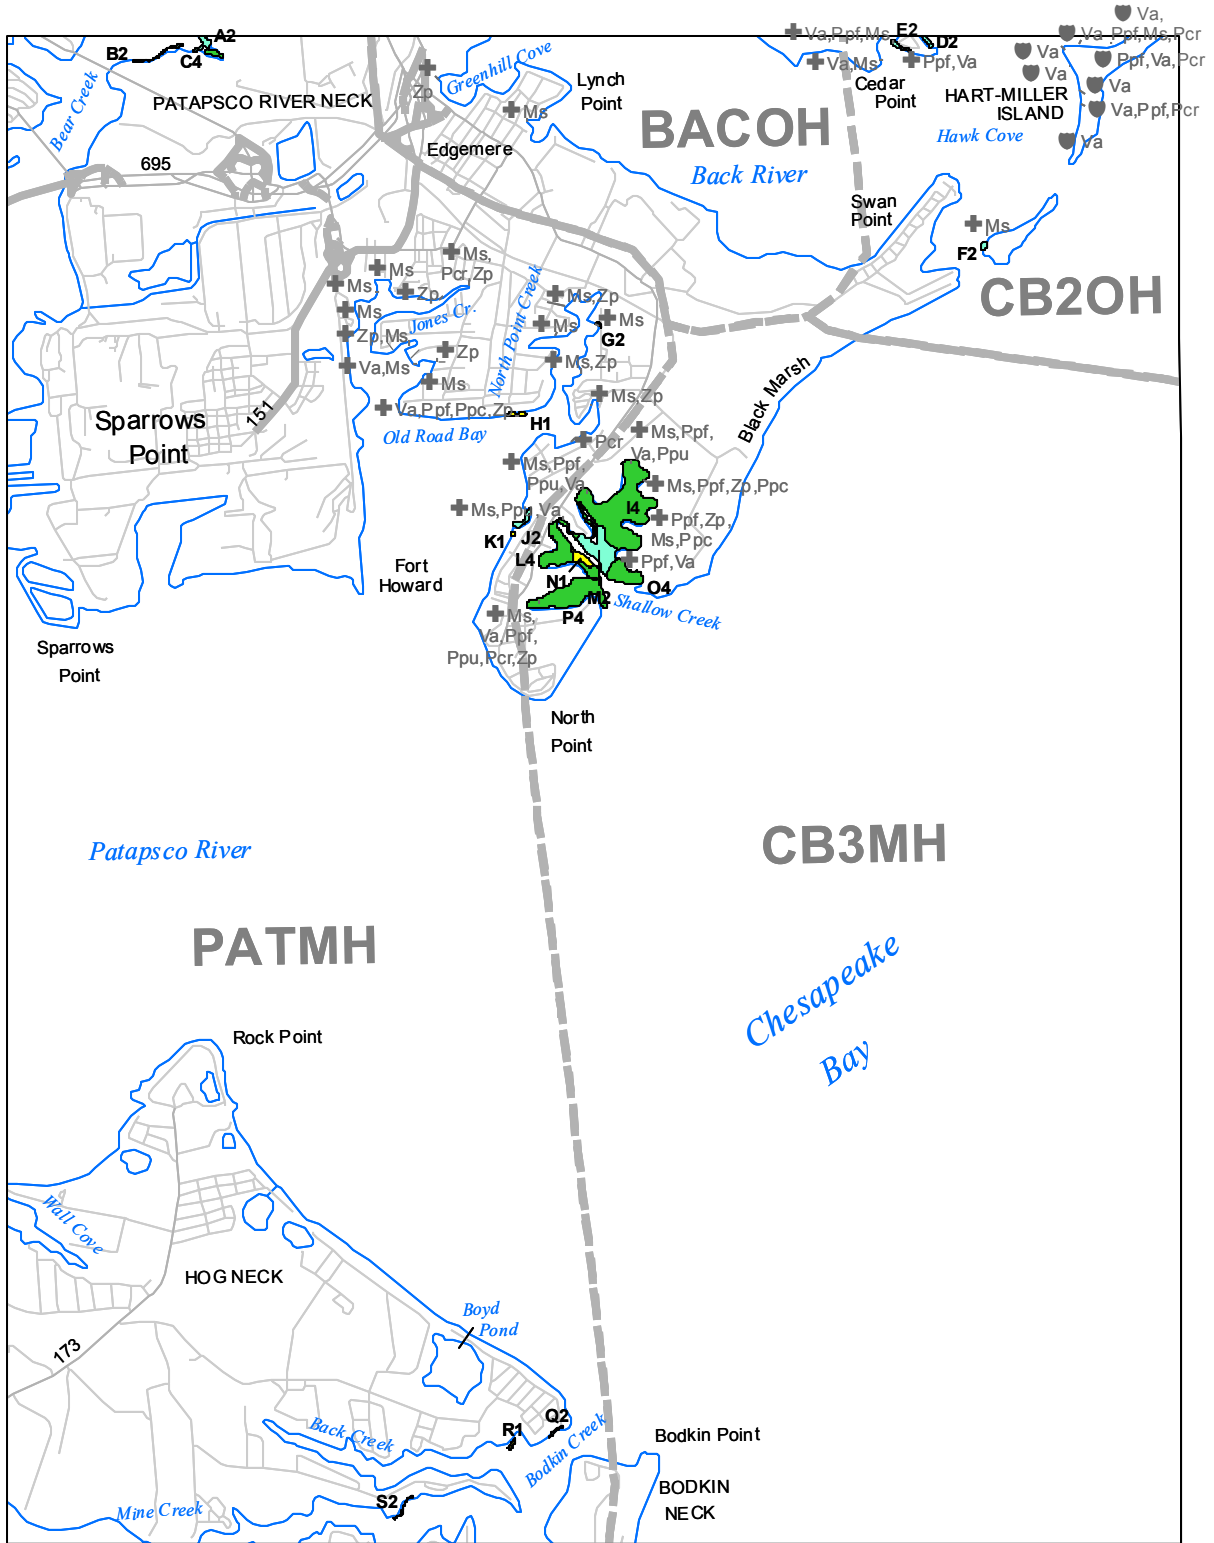 Va,
Va,Ppf,Ms
E2
D2
Va,Ppf,Ms,Pcr
A2
B2
C4
Va,Ms
Ppf,Va
Va
Ppf,Va,Pcr
Greenhill Cove
Lynch
Point
Cedar
Point
Va
Va
HART-MILLER
ISLAND
Zp
PATAPSCO RIVER NECK
Ms
BACOH
Va,Ppf,Pcr
Bear Creek
Hawk Cove
Va
Edgemere
695
Back River
Swan
Point
Ms
F2
Ms,
Pcr,Zp
Ms
Ms
Zp
North Point Creek
Ms,Zp
CB2OH
Ms
Jones Cr.
Ms
Ms
G2
Zp,Ms
Zp
Ms,Zp
Va,Ms
Ms
Black Marsh
Ms,Zp
Va,Ppf,Ppc,Zp
H1
151
Sparrows
Point
Old Road Bay
Pcr
Ms,Ppf,
Va,Ppu
Ms,Ppf,
Ppu,Va
Ms,Ppf,Zp,Ppc
Ms,Ppu,Va
I4
Ppf,Zp,
Ms,Ppc
K1
J2
L4
Ppf,Va
Fort
Howard
N1
M2
O4
Shallow Creek
P4
Ms,
Va,Ppf,
Ppu,Pcr,Zp
Sparrows
Point
North
Point
CB3MH
Patapsco River
PATMH
Chesapeake
Bay
Rock Point
Wall Cove
HOG NECK
Boyd
Pond
173
Q2
R1
Back Creek
Bodkin Creek
Bodkin Point
BODKIN
NECK
S2
Mine Creek